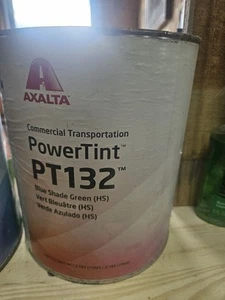 AXALTA
Commercial Transportation
PowerTint™
PT132™
Blue Shade Green (HS)
Vert Bleuâtre (HS)
Verde Azulado (HS)